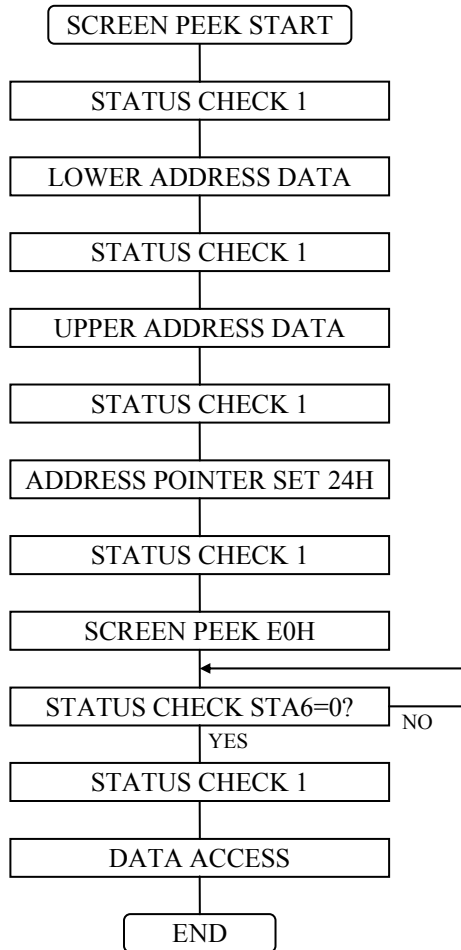 SCREEN PEEK START
STATUS CHECK 1
LOWER ADDRESS DATA
STATUS CHECK 1
UPPER ADDRESS DATA
STATUS CHECK 1
ADDRESS POINTER SET 24H
STATUS CHECK 1
SCREEN PEEK E0H
STATUS CHECK STA6=0?
NO
YES
STATUS CHECK 1
DATA ACCESS
END